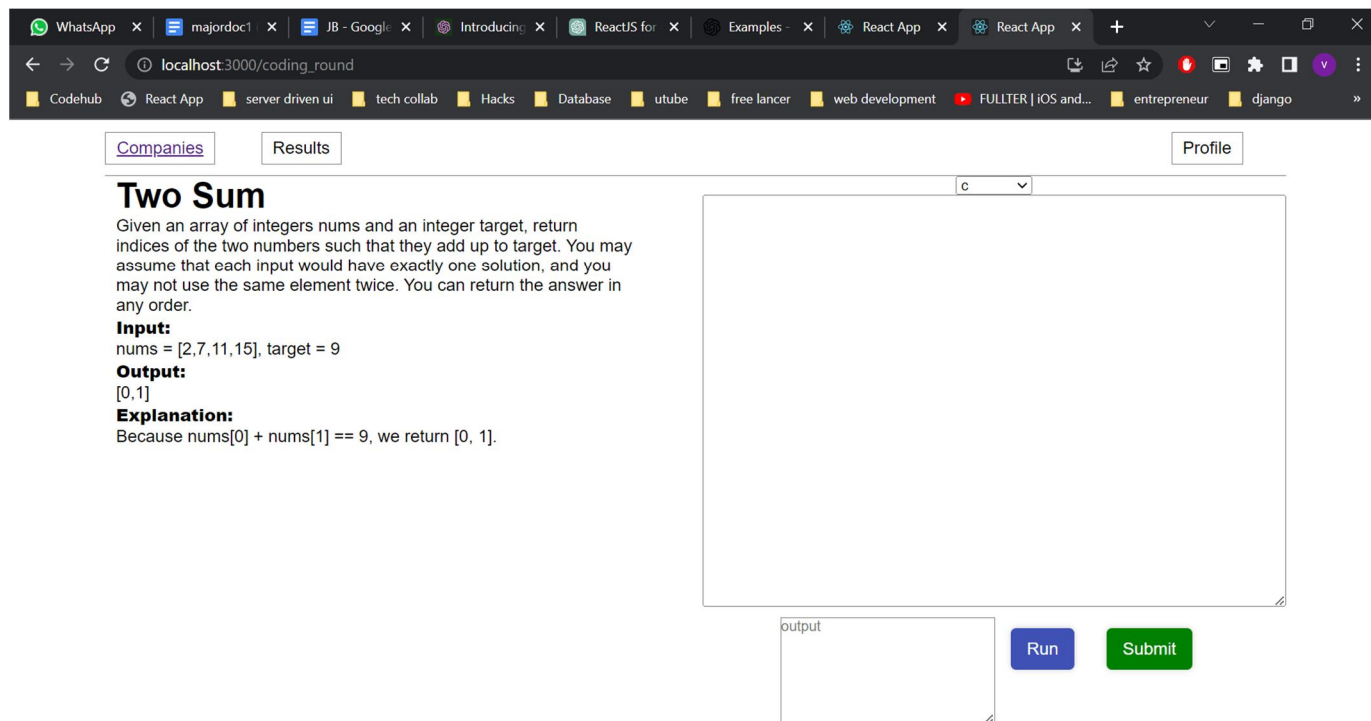 WhatsApp
majordoc1
JB - Google
Introducing
ReactJS for
Examples -
React App
React App
localhost:3000/coding_round
V
Codehub
React App
server driven ui
tech collab
Hacks
Database
utube
free lancer
web development
FULLTER | iOS and...
entrepreneur
django
»
Companies
Results
Profile
Two Sum
Given an array of integers nums and an integer target, return
indices of the two numbers such that they add up to target. You may
assume that each input would have exactly one solution, and you
may not use the same element twice. You can return the answer in
any order.
Input:
nums = [2,7,11,15], target = 9
Output:
[0,1]
Explanation:
Because nums[0] + nums[1] == 9, we return [0, 1].
c
output
Run
Submit